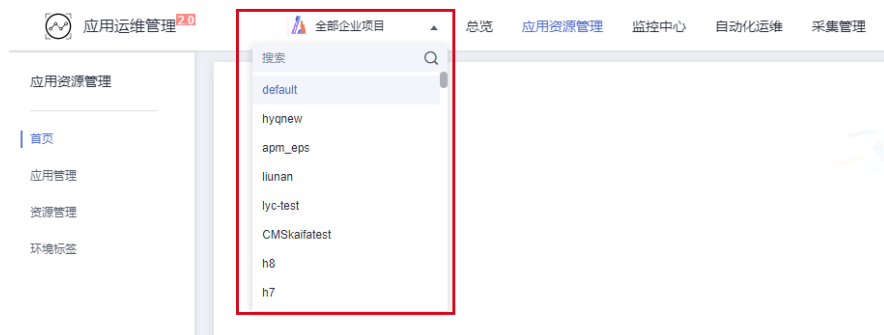 应用运维管理2.0
全部企业项目
总览 应用资源管理 监控中心 自动化运维 采集管理
应用资源管理
首页
应用管理
资源管理
环境标签
搜索
default
hyqnew
apm_eps
liunan
lyc-test
CMSkaifatest
h8
h7